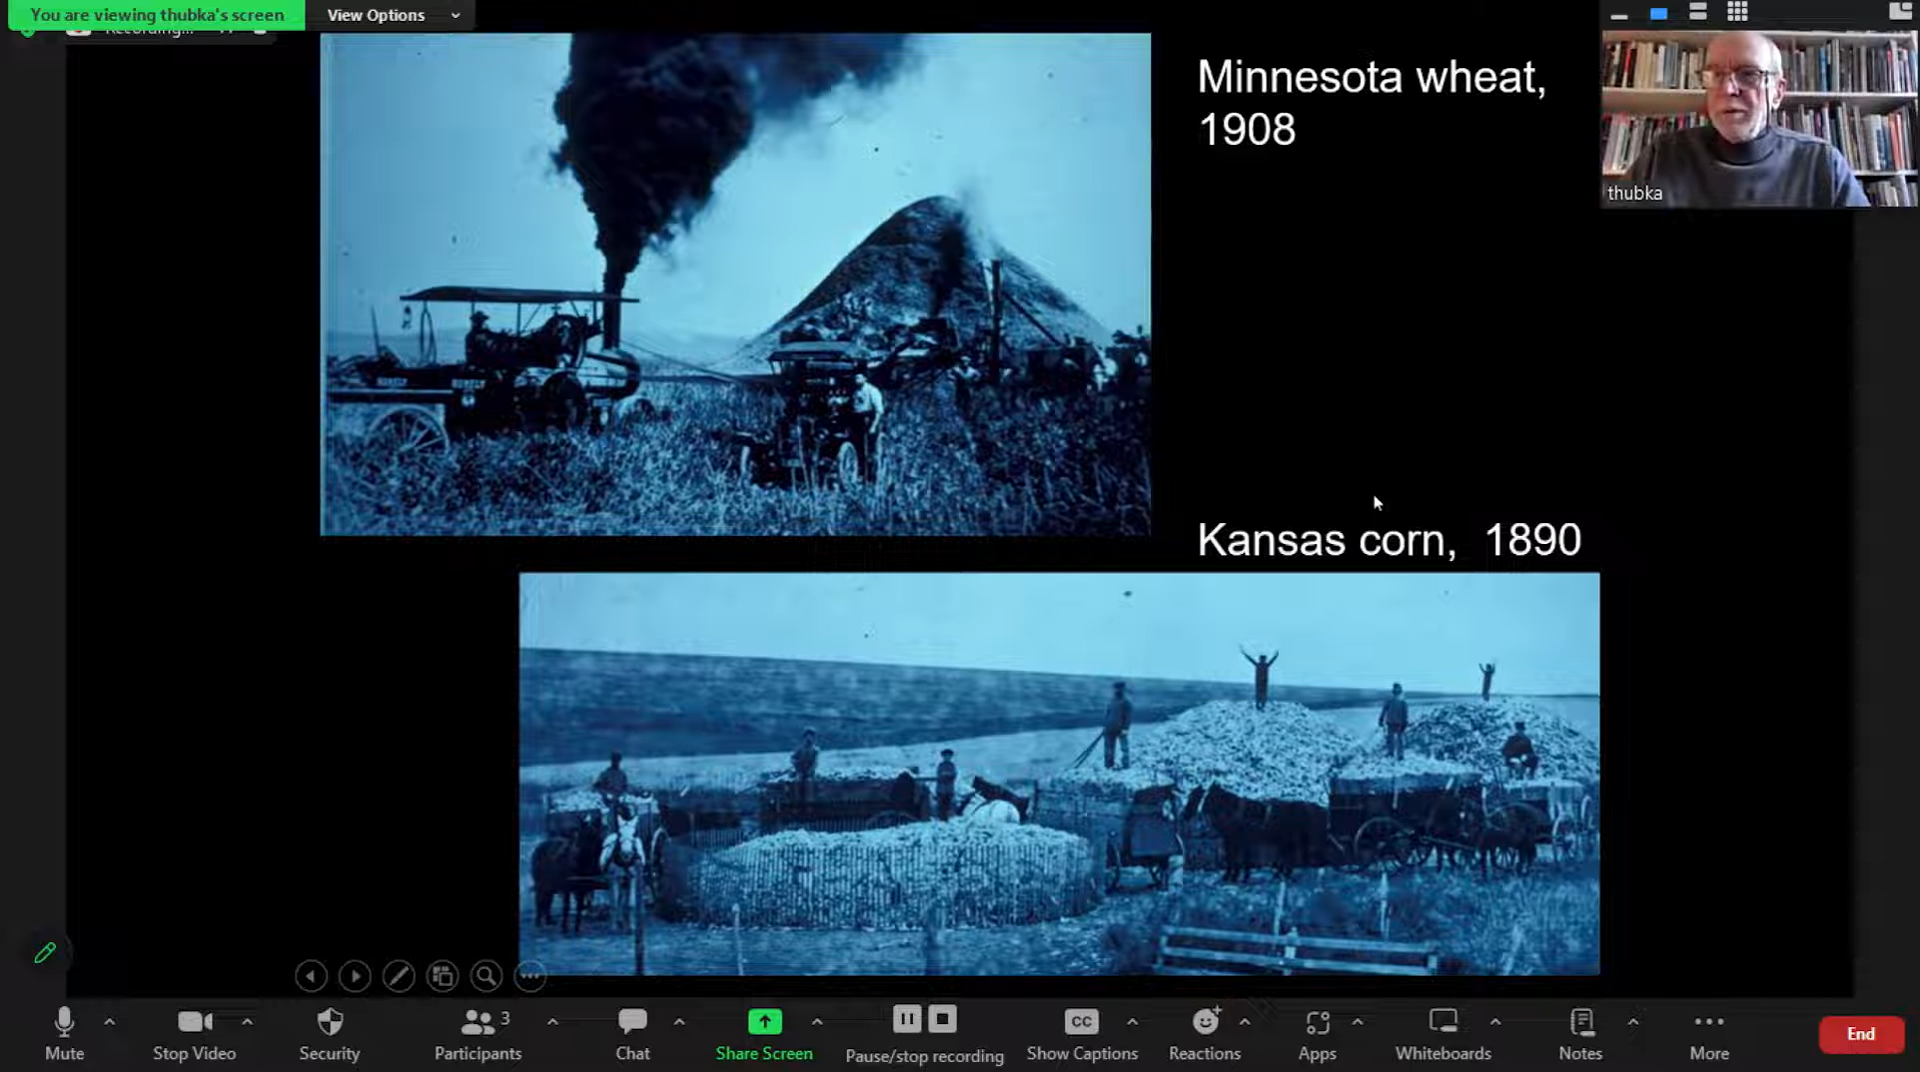 You are viewing thubka's screen
View Options
Recording...
Minnesota wheat,
1908
thubka
Kansas corn, 1890
Mute
Stop Video
Security
Participants
3
Chat
Share Screen
Pause/stop recording
CC
Show Captions
Reactions
Apps
Whiteboards
Notes
More
End